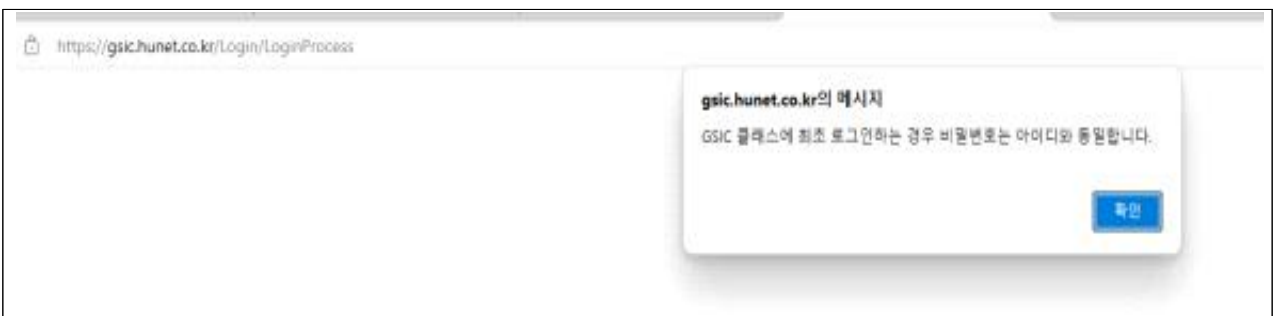 https://gsic.hunet.co.kr/Login/LoginProcess
gsic.hunet.co.kr의 메시지
GSIC 클래스에 최초 로그인하는 경우 비밀번호는 아이디와 동일합니다.
확인